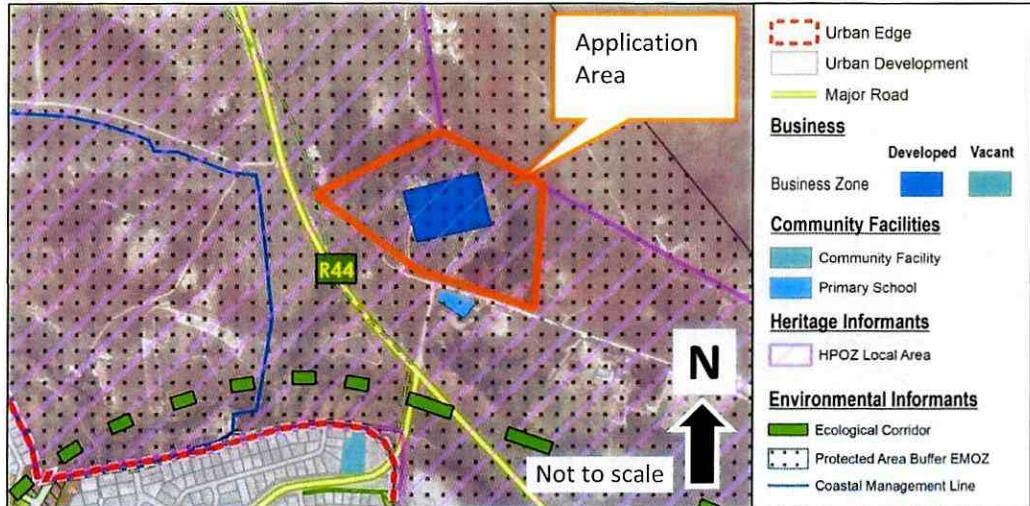 Application
Area
R44
N
Not to scale
Urban Edge
Urban Development
Major Road
Business
Developed Vacant
Business Zone
Community Facilities
Community Facility
Primary School
Heritage Informants
HPOZ Local Area
Environmental Informants
Ecological Corridor
Protected Area Buffer EMOZ
Coastal Management Line